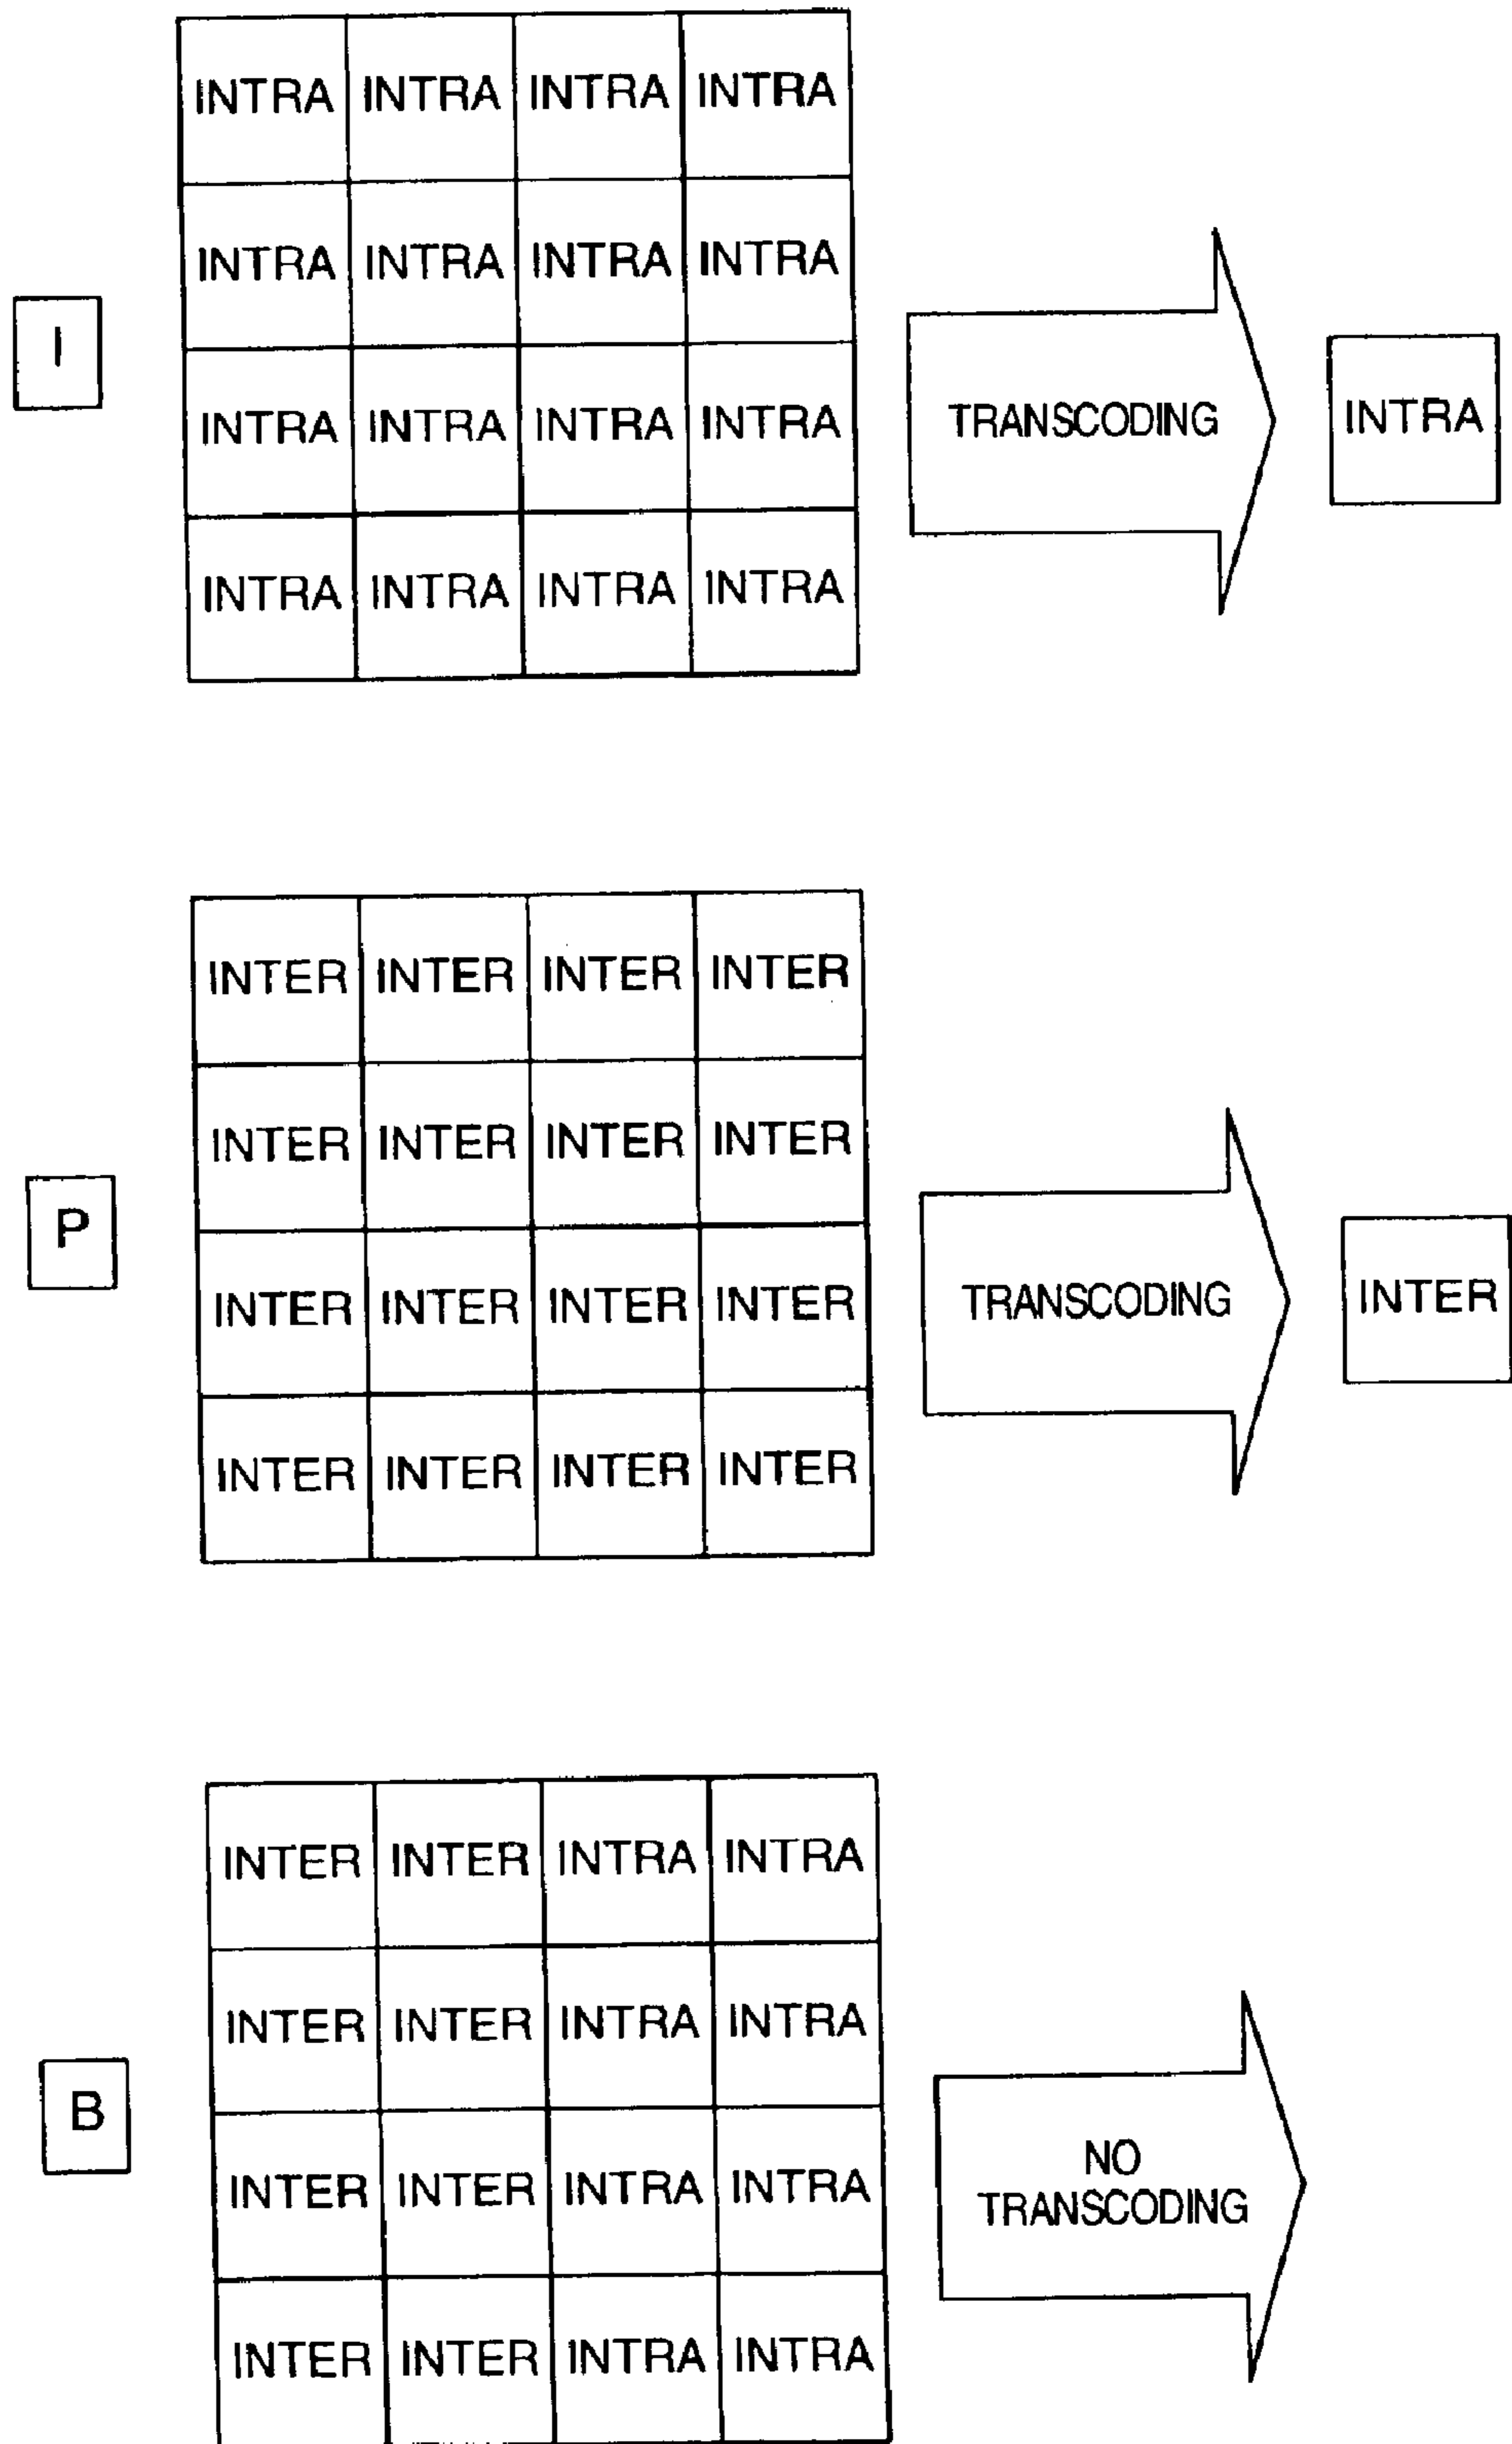 INTRA INTRA INTRA INTRA
INTRA INTRA INTRA INTRA
I
INTRA INTRA INTRA INTRA
TRANSCODING
INTRA
INTRA INTRA INTRA INTRA
INTER INTER INTER INTER
INTER INTER INTER INTER
P
INTER INTER INTER INTER
TRANSCODING
INTER
INTER INTER INTER INTER
INTER INTER INTRA INTRA
INTER INTER INTRA INTRA
B
INTER INTER INTRA INTRA
NO
TRANSCODING
INTER INTER INTRA INTRA